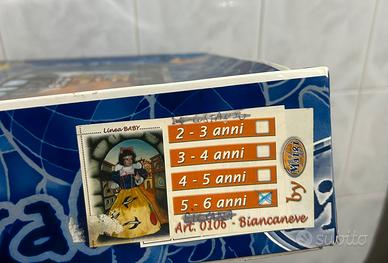 Linea BABY
2 - 3 anni
3 - 4 anni
4 - 5 anni
5 - 6 anni
by
Art. 0106 - Biancaneve
subito